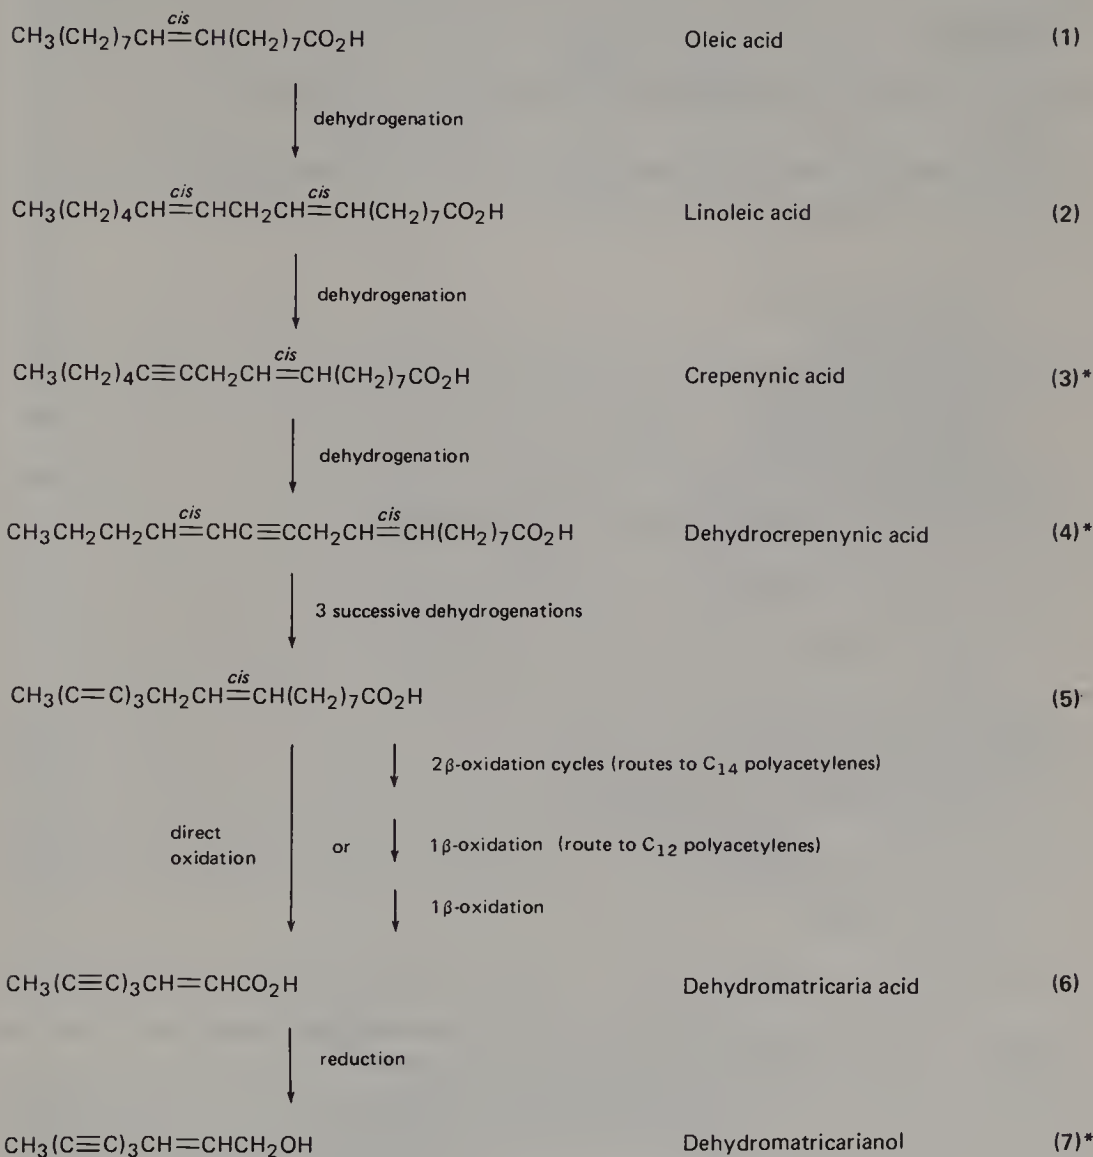 CH₃(CH₂)₇CH=CH(CH₂)₇CO₂H cis Oleic acid (1)
dehydrogenation
CH₃(CH₂)₄CH=CHCH₂CH=CH(CH₂)₇CO₂H cis cis Linoleic acid (2)
dehydrogenation
CH₃(CH₂)₄C≡CCH₂CH=CH(CH₂)₇CO₂H cis Crepenynic acid (3)*
dehydrogenation
CH₃CH₂CH₂CH=CHC≡CCH₂CH=CH(CH₂)₇CO₂H cis cis Dehydrocrepenynic acid (4)*
3 successive dehydrogenations
CH₃(C=C)₃CH₂CH=CH(CH₂)₇CO₂H cis (5)
2β-oxidation cycles (routes to C₁₄ polyacetylenes)
direct oxidation or 1β-oxidation (route to C₁₂ polyacetylenes)
1β-oxidation
CH₃(C≡C)₃CH=CHCO₂H Dehydromatricaria acid (6)
reduction
CH₃(C≡C)₃CH=CHCH₂OH Dehydromatricarianol (7)*